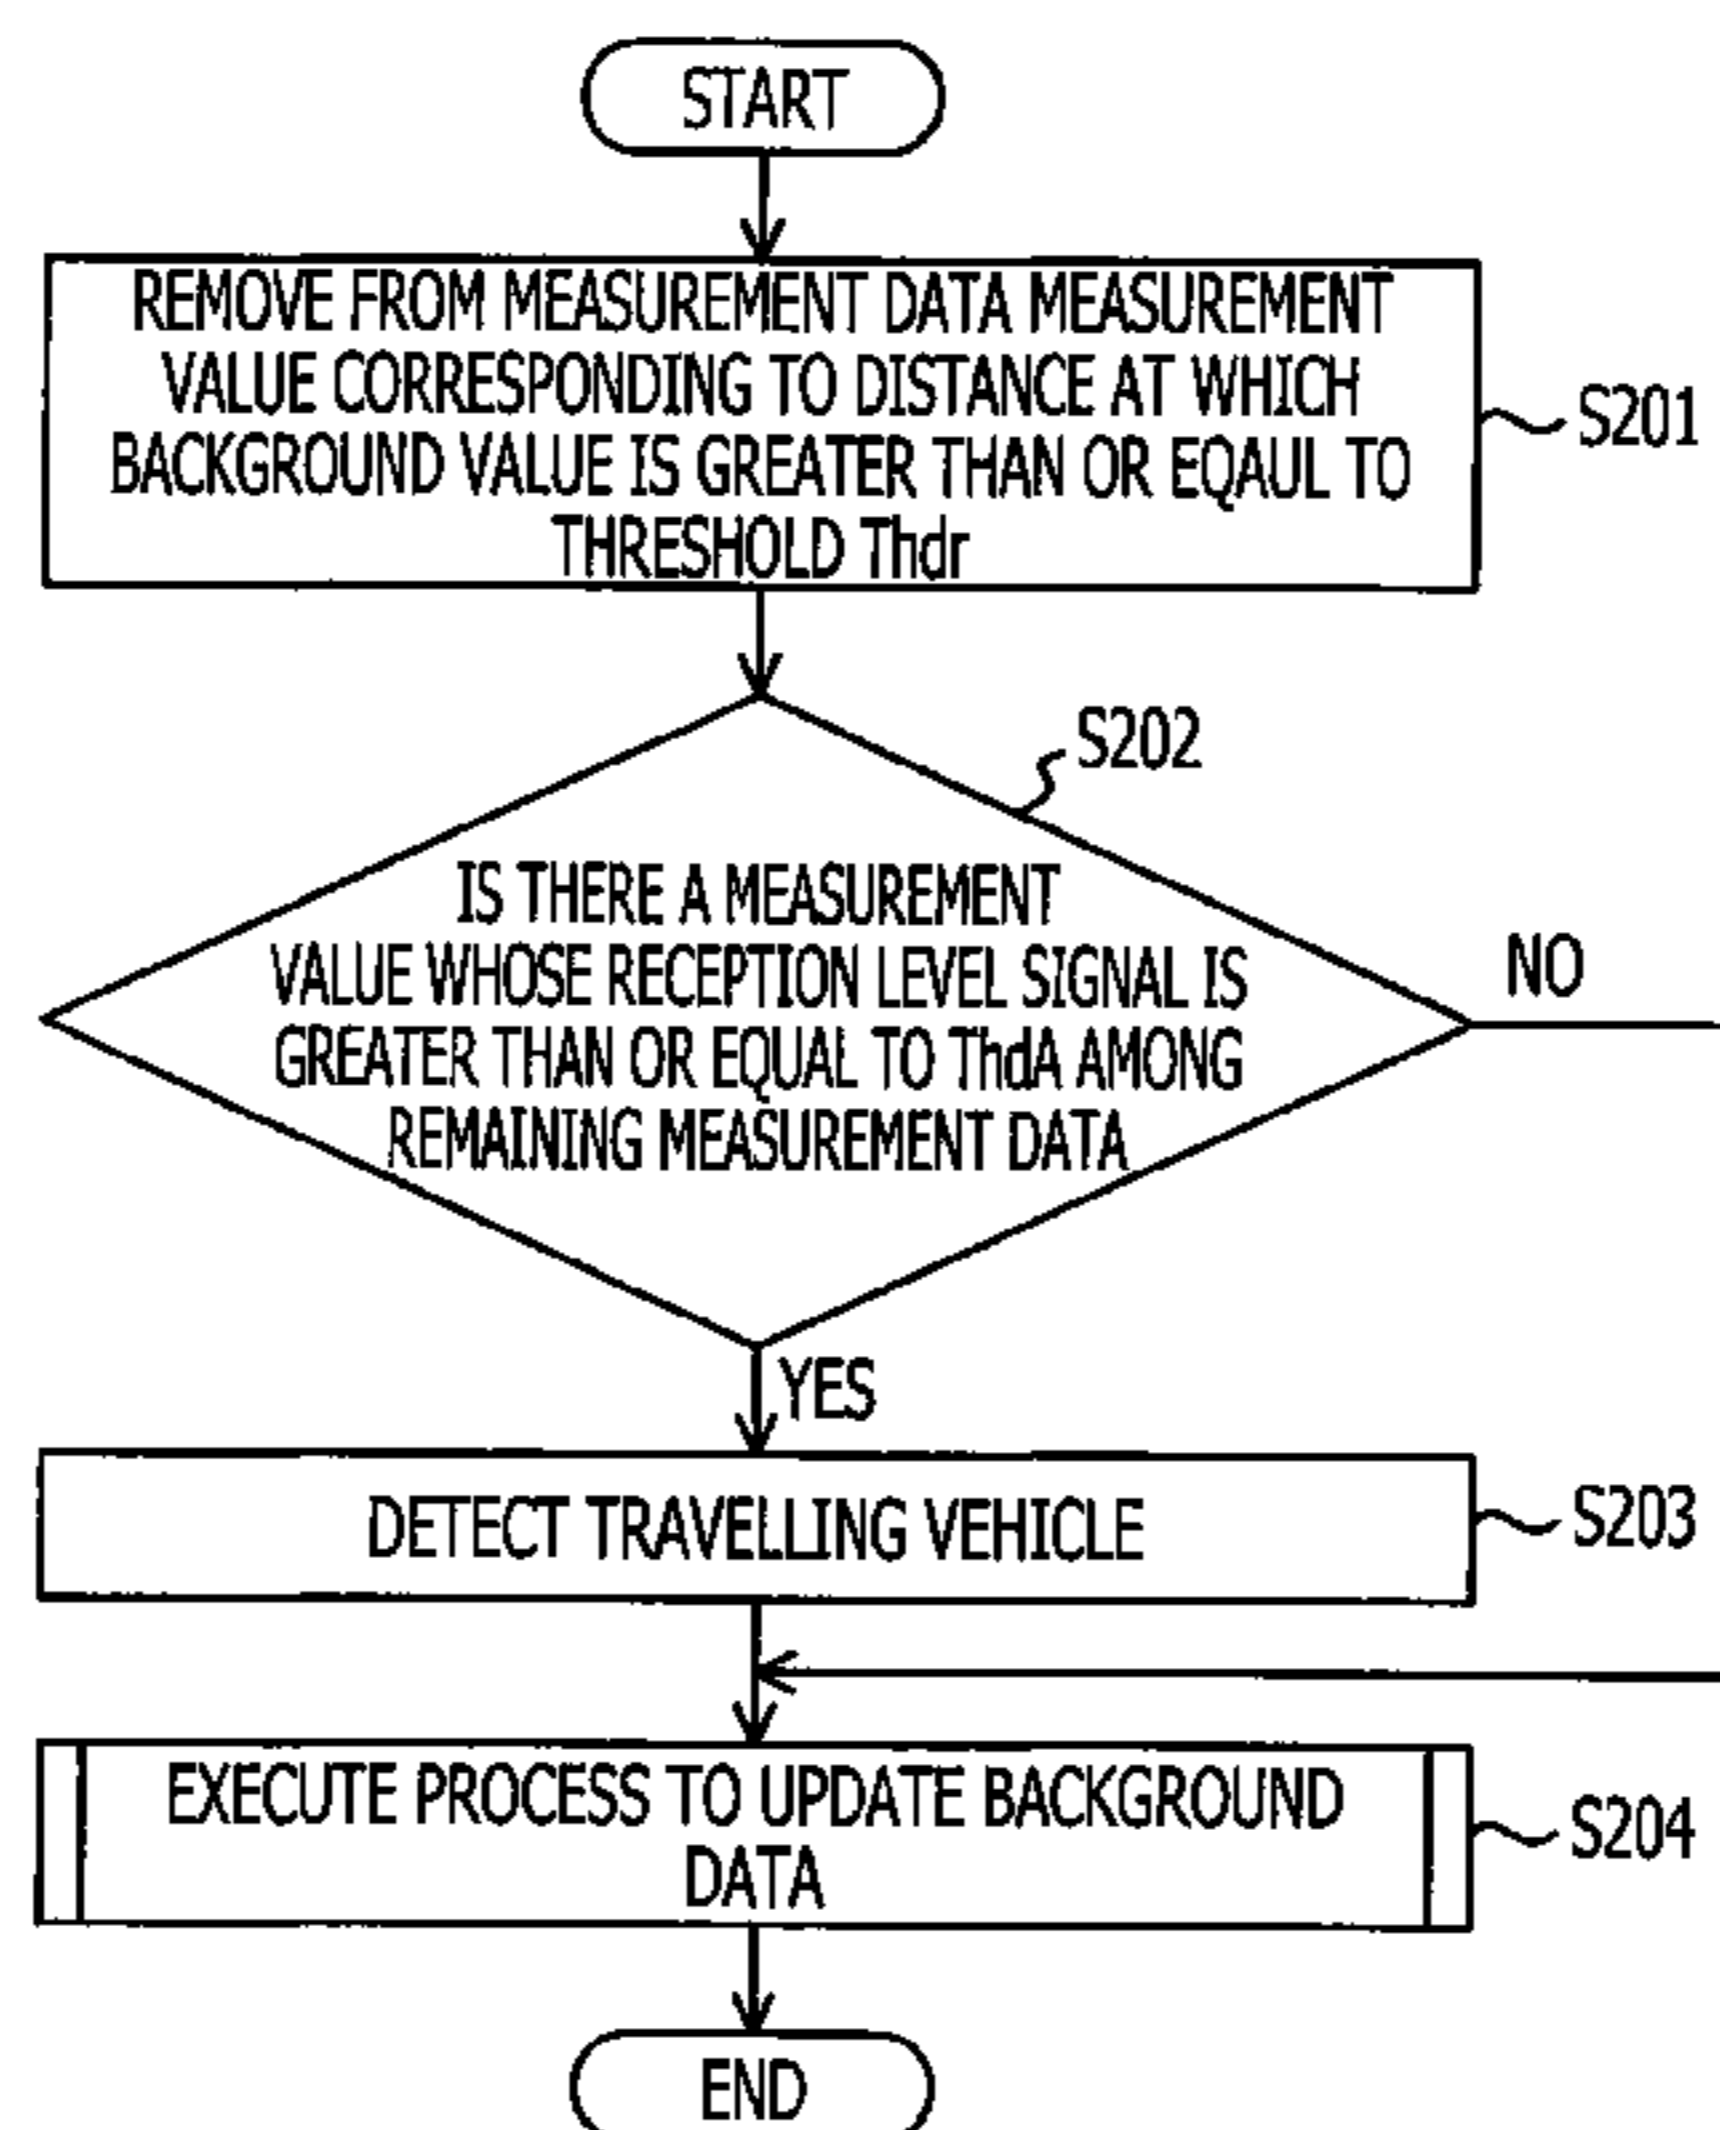 START
REMOVE FROM MEASUREMENT DATA MEASUREMENT
VALUE CORRESPONDING TO DISTANCE AT WHICH
BACKGROUND VALUE IS GREATER THAN OR EQAUL TO
THRESHOLD Thdr
S201
S202
IS THERE A MEASUREMENT
VALUE WHOSE RECEPTION LEVEL SIGNAL IS
GREATER THAN OR EQUAL TO ThdA AMONG
REMAINING MEASUREMENT DATA
NO
YES
DETECT TRAVELLING VEHICLE
S203
EXECUTE PROCESS TO UPDATE BACKGROUND
DATA
S204
END